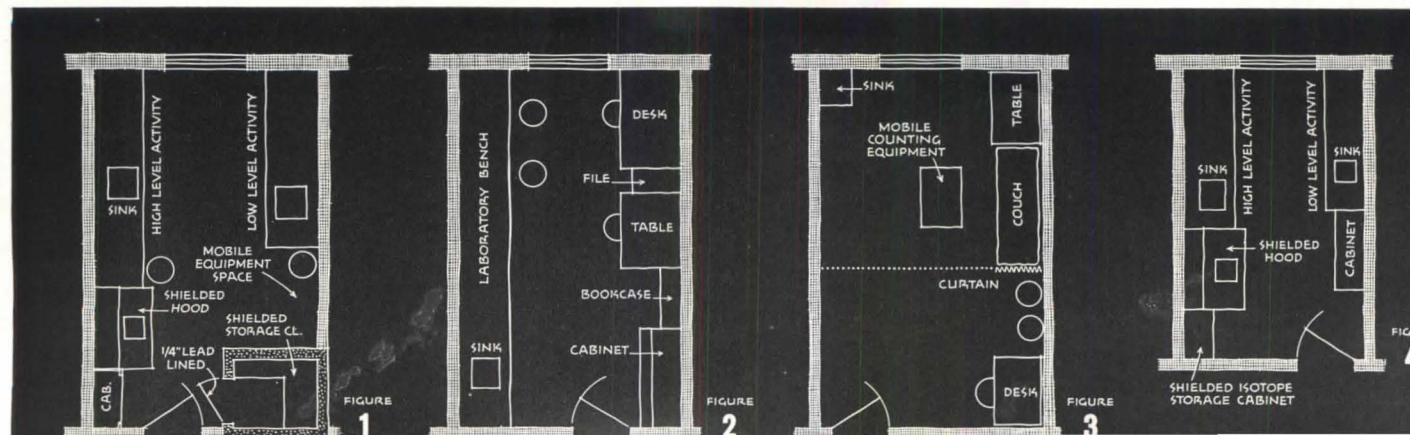 HIGH LEVEL ACTIVITY
LOW LEVEL ACTIVITY
SINK
MOBILE
EQUIPMENT
SPACE
SHIELDED
HOOD
SHIELDED
STORAGE CL.
1/4" LEAD
LINED
CAB.
FIGURE
1
LABORATORY BENCH
DESK
FILE
TABLE
BOOKCASE
CABINET
SINK
FIGURE
2
SINK
TABLE
MOBILE
COUNTING
EQUIPMENT
COUCH
CURTAIN
DESK
FIGURE
3
HIGH LEVEL ACTIVITY
LOW LEVEL ACTIVITY
SINK
SINK
SHIELDED
HOOD
CABINET
SHIELDED ISOTOPE
STORAGE CABINET